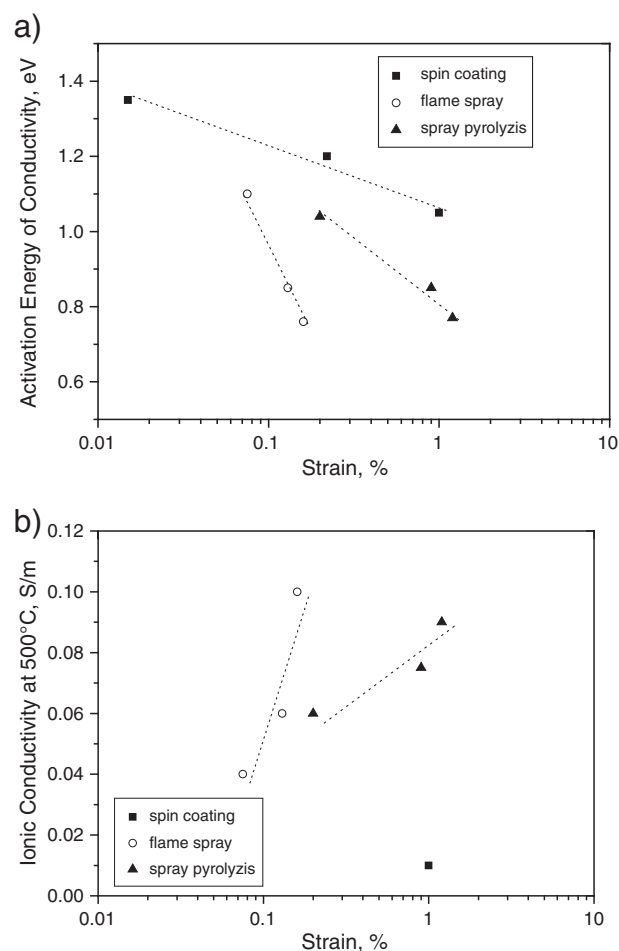 a)
Activation Energy of Conductivity, eV
1.4
1.2
1.0
0.8
0.6
spin coating
flame spray
spray pyrolyzis
0.01
0.1
1
10
Strain, %
b)
Ionic Conductivity at 500°C, S/m
0.12
0.10
0.08
0.06
0.04
0.02
0.00
spin coating
flame spray
spray pyrolyzis
0.01
0.1
1
10
Strain, %